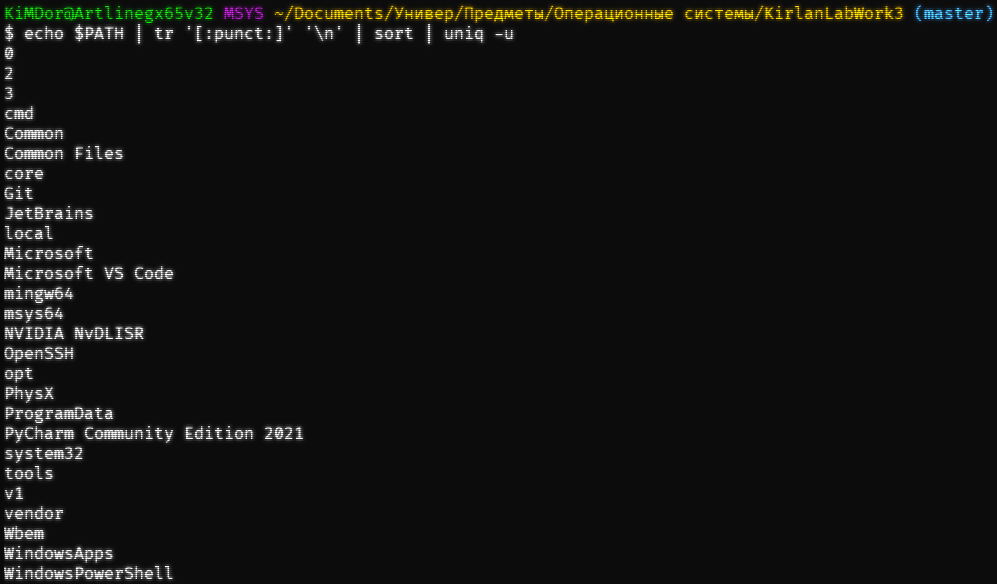 KiMDor@Artlinegx65v32 MSYS ~/Documents/Универ/Предметы/Операционные системы/KirlanLabWork3 (master)
$ echo $PATH | tr '[:punct:]' '\n' | sort | uniq -u
0
2
3
cmd
Common
Common Files
core
Git
JetBrains
local
Microsoft
Microsoft VS Code
mingw64
msys64
NVIDIA NvDLISR
OpenSSH
opt
PhysX
ProgramData
PyCharm Community Edition 2021
system32
tools
v1
vendor
Wbem
WindowsApps
WindowsPowerShell